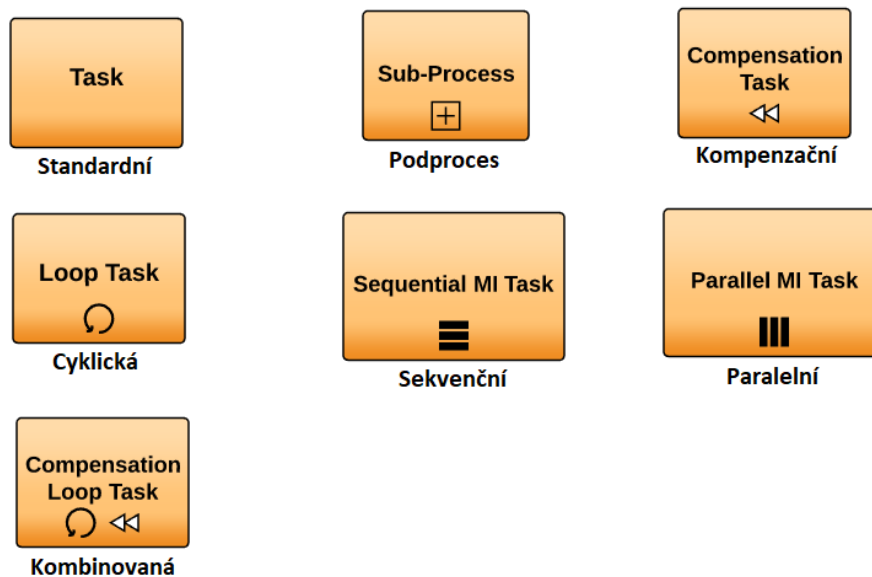 Task
Standardní
Sub-Process
Podproces
Compensation
Task
Kompenzační
Loop Task
Cyklická
Sequential MI Task
Sekvenční
Parallel MI Task
Paralelní
Compensation
Loop Task
Kombinovaná